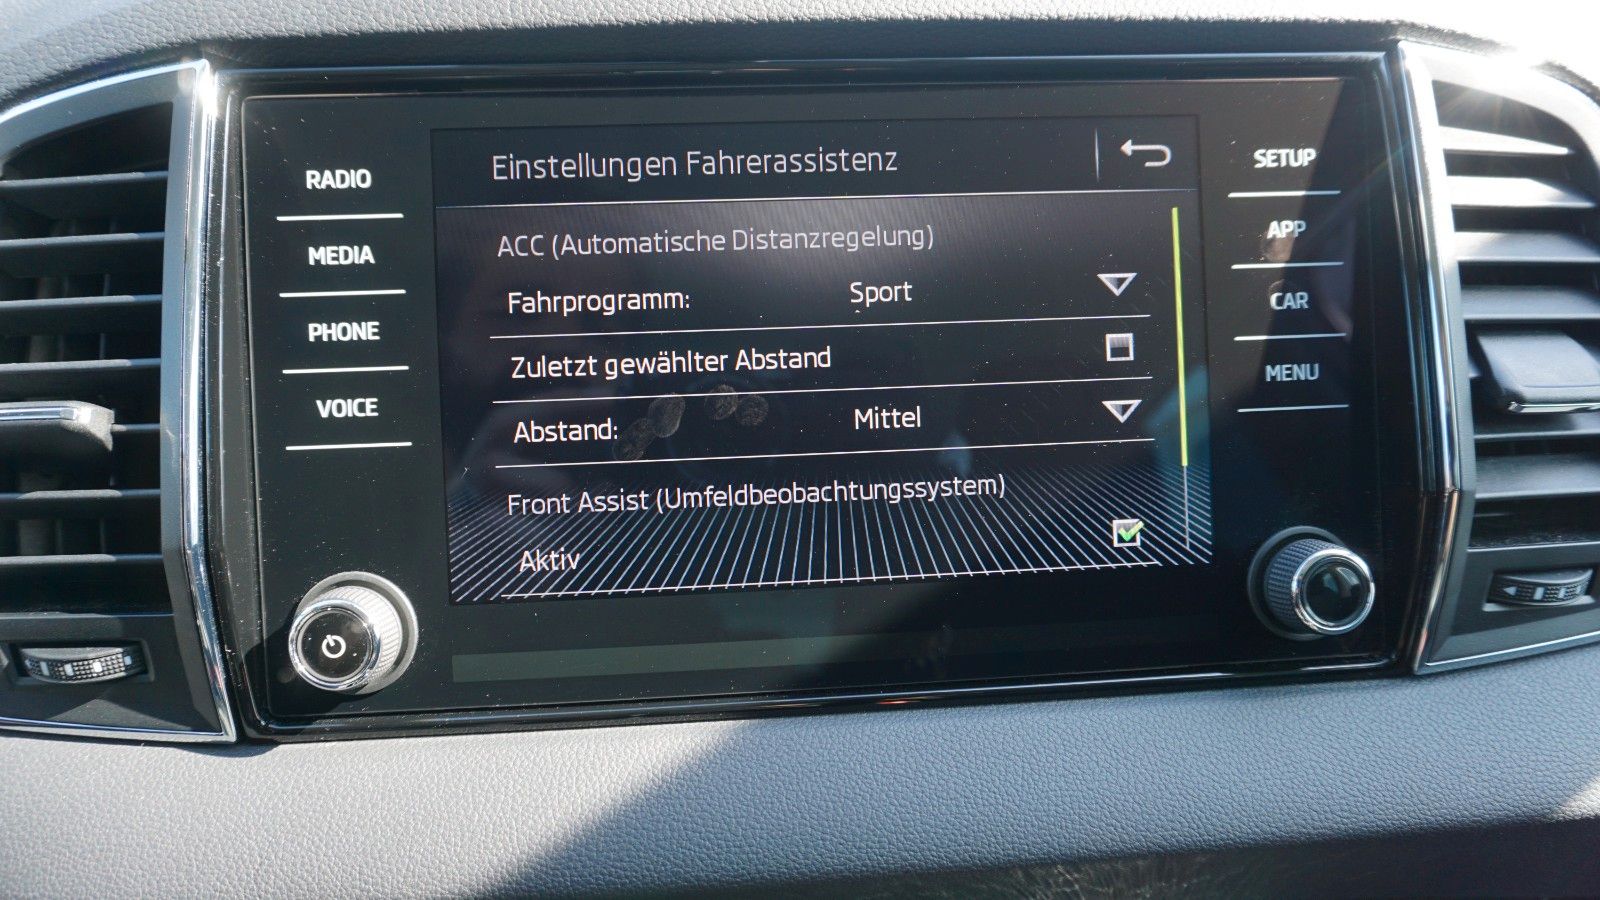 RADIO
MEDIA
PHONE
VOICE
Einstellungen Fahrerassistenz
ACC (Automatische Distanzregelung)
Fahrprogramm: Sport
Zuletzt gewählter Abstand
Abstand: Mittel
Front Assist (Umfeldbeobachtungssystem)
Aktiv
SETUP
APP
CAR
MENU